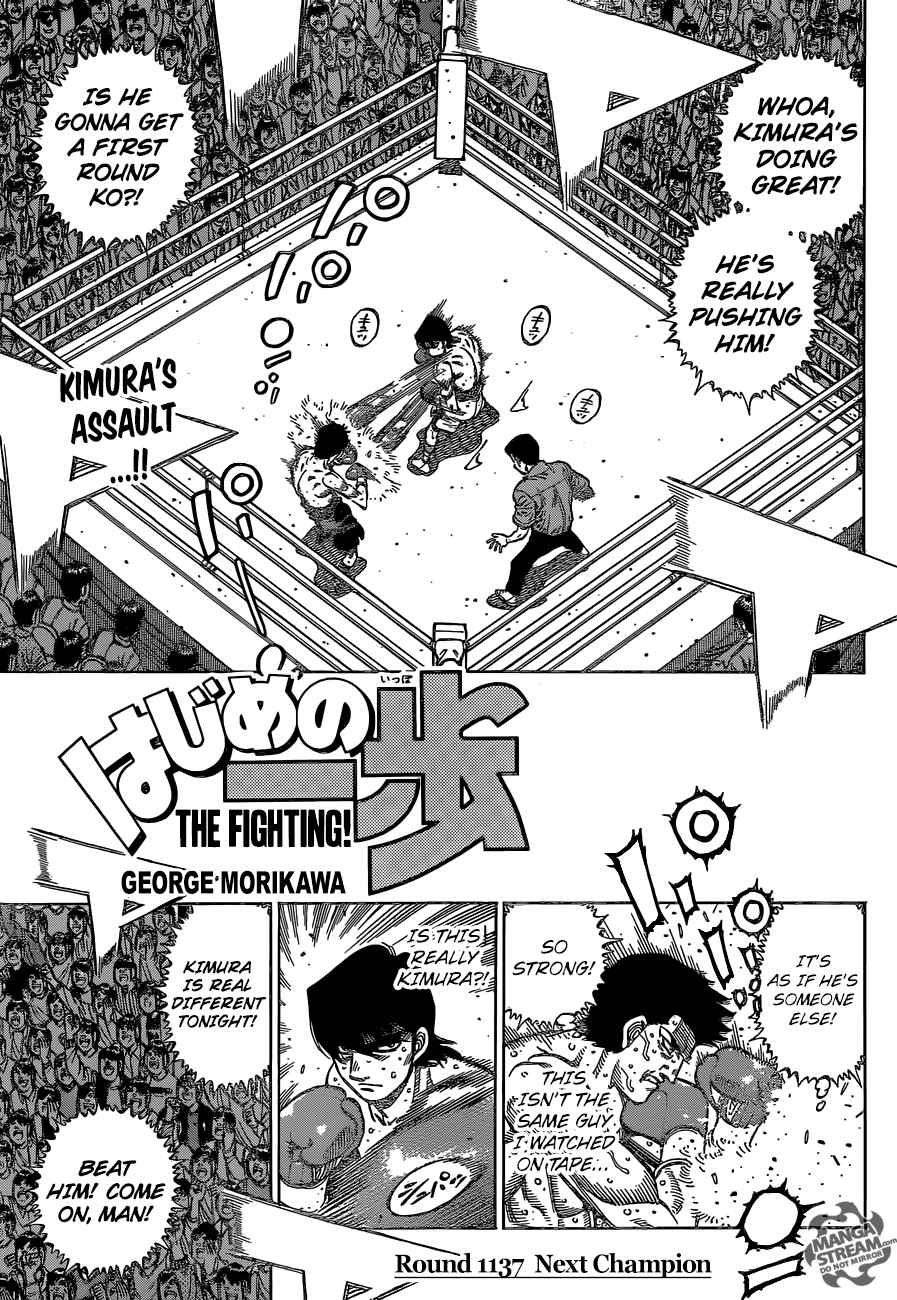 WHOA,
KIMURA'S
DOING
GREAT!
HE'S
REALLY
PUSHING
HIM!
IS HE
GONNA GET
A FIRST
ROUND
KO?!
KIMURA'S
ASSAULT
...!!
はじめの
一歩
いっぽ
THE FIGHTING!
GEORGE MORIKAWA
IT'S
AS IF HE'S
SOMEONE
ELSE!
SO
STRONG!
THIS
ISN'T THE
SAME GUY
I WATCHED
ON TAPE...
IS THIS
REALLY
KIMURA?!
KIMURA
IS REAL
DIFFERENT
TONIGHT!
BEAT
HIM! COME
ON, MAN!
Round 1137 Next Champion
MANGA
STREAM.com
DO NOT MIRROR